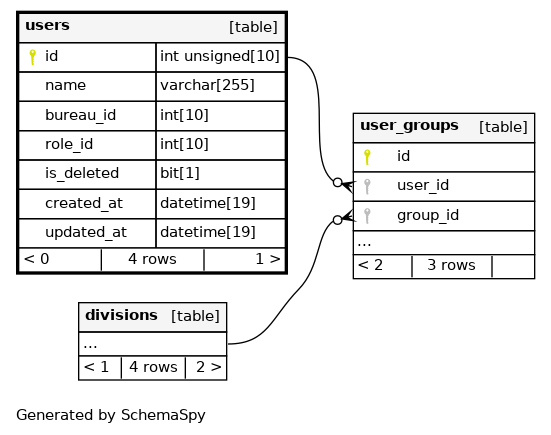 users [table]
id int unsigned[10]
name varchar[255]
bureau_id int[10]
role_id int[10]
is_deleted bit[1]
created_at datetime[19]
updated_at datetime[19]
< 0 4 rows 1 >
user_groups [table]
id
user_id
group_id
...
< 2 3 rows
divisions [table]
...
< 1 4 rows 2 >
Generated by SchemaSpy